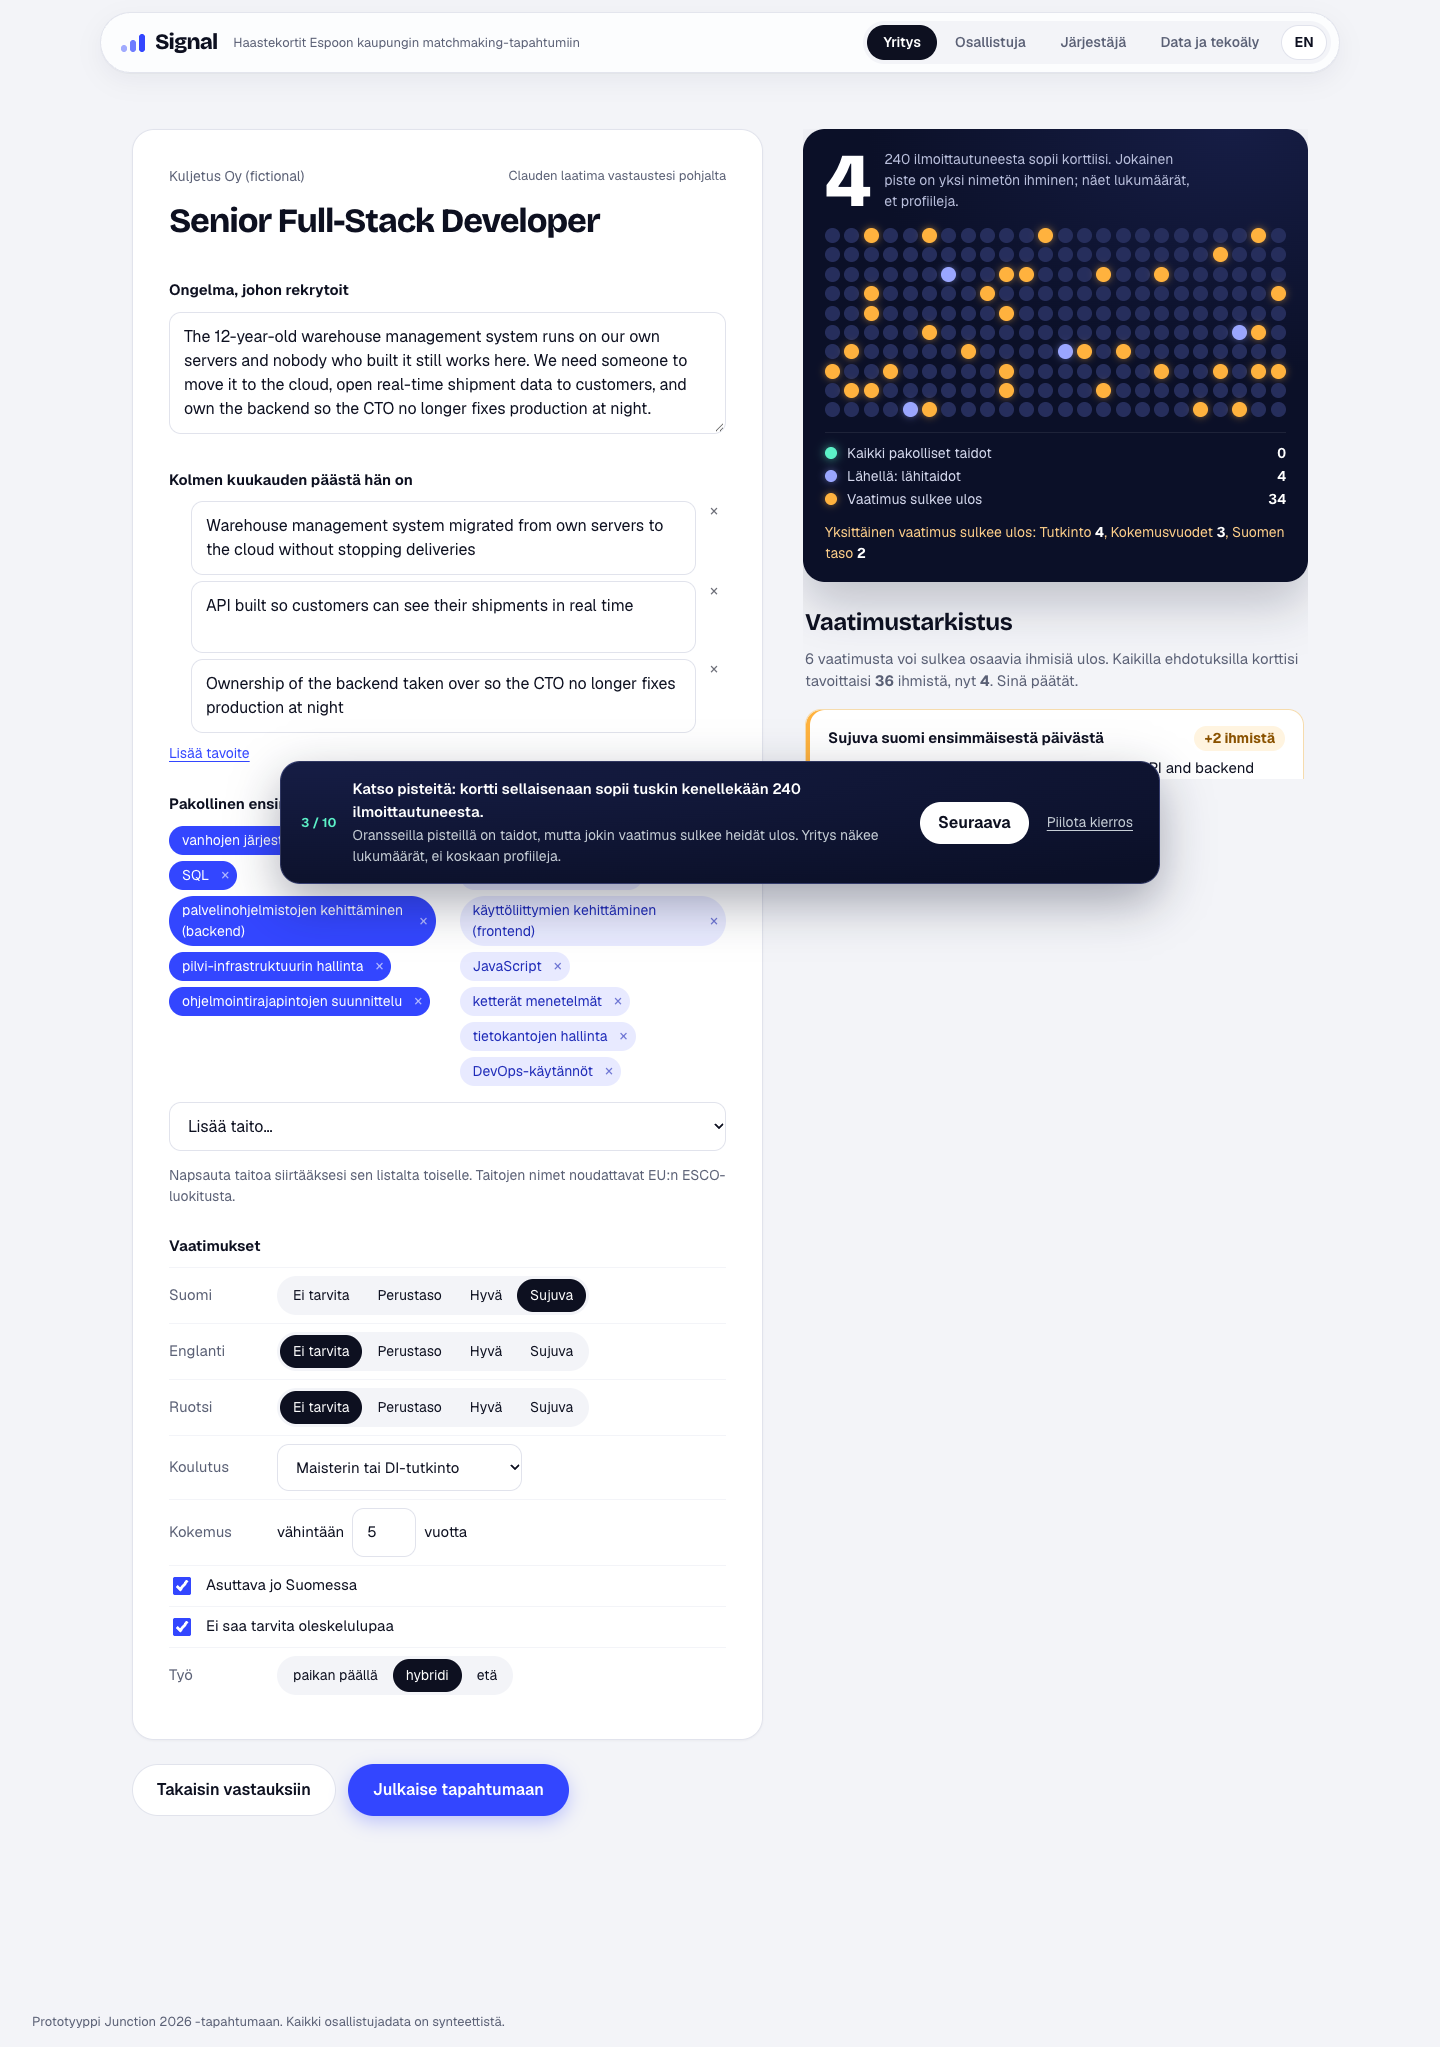 Signal
Haastekortit Espoon kaupungin matchmaking-tapahtumiin
Yritys
Osallistuja
Järjestäjä
Data ja tekoäly
EN
Kuljetus Oy (fictional)
Clauden laatima vastaustesi pohjalta
Senior Full-Stack Developer
Ongelma, johon rekrytoit
The 12-year-old warehouse management system runs on our own
servers and nobody who built it still works here. We need someone to
move it to the cloud, open real-time shipment data to customers, and
own the backend so the CTO no longer fixes production at night.
Kolmen kuukauden päästä hän on
Warehouse management system migrated from own servers to
the cloud without stopping deliveries
×
API built so customers can see their shipments in real time
×
Ownership of the backend taken over so the CTO no longer fixes
production at night
×
Lisää tavoite
Pakollinen
vanhojen
SQL ×
palvelinohjelmistojen kehittäminen
(backend) ×
pilvi-infrastruktuurin hallinta ×
ohjelmointirajapintojen suunnittelu ×
käyttöliittymien kehittäminen
(frontend) ×
JavaScript ×
ketterät menetelmät ×
tietokantojen hallinta ×
DevOps-käytännöt ×
Lisää taito...
Napsauta taitoa siirtääksesi sen listalta toiselle. Taitojen nimet noudattavat EU:n ESCO-
luokitusta.
Vaatimukset
Suomi Ei tarvita Perustaso Hyvä Sujuva
Englanti Ei tarvita Perustaso Hyvä Sujuva
Ruotsi Ei tarvita Perustaso Hyvä Sujuva
Koulutus Maisterin tai DI-tutkinto
Kokemus vähintään 5 vuotta
Asuttava jo Suomessa
Ei saa tarvita oleskelulupaa
Työ paikan päällä hybridi etä
Takaisin vastauksiin
Julkaise tapahtumaan
4
240 ilmoittautuneesta sopii korttiisi. Jokainen
piste on yksi nimetön ihminen; näet lukumäärät,
et profiileja.
Kaikki pakolliset taidot 0
Lähellä: lähitaidot 4
Vaatimus sulkee ulos 34
Yksittäinen vaatimus sulkee ulos: Tutkinto 4, Kokemusvuodet 3, Suomen
taso 2
Vaatimustarkistus
6 vaatimusta voi sulkea osaavia ihmisiä ulos. Kaikilla ehdotuksilla korttisi
tavoittaisi 36 ihmistä, nyt 4. Sinä päätät.
Sujuva suomi ensimmäisestä päivästä
+2 ihmistä
and backend
3 / 10
Katso pisteitä: kortti sellaisenaan sopii tuskin kenellekään 240
ilmoittautuneesta.
Oransseilla pisteillä on taidot, mutta jokin vaatimus sulkee heidät ulos. Yritys näkee
lukumäärät, ei koskaan profiileja.
Seuraava
Piilota kierros
Prototyyppi Junction 2026 -tapahtumaan. Kaikki osallistujadata on synteettistä.